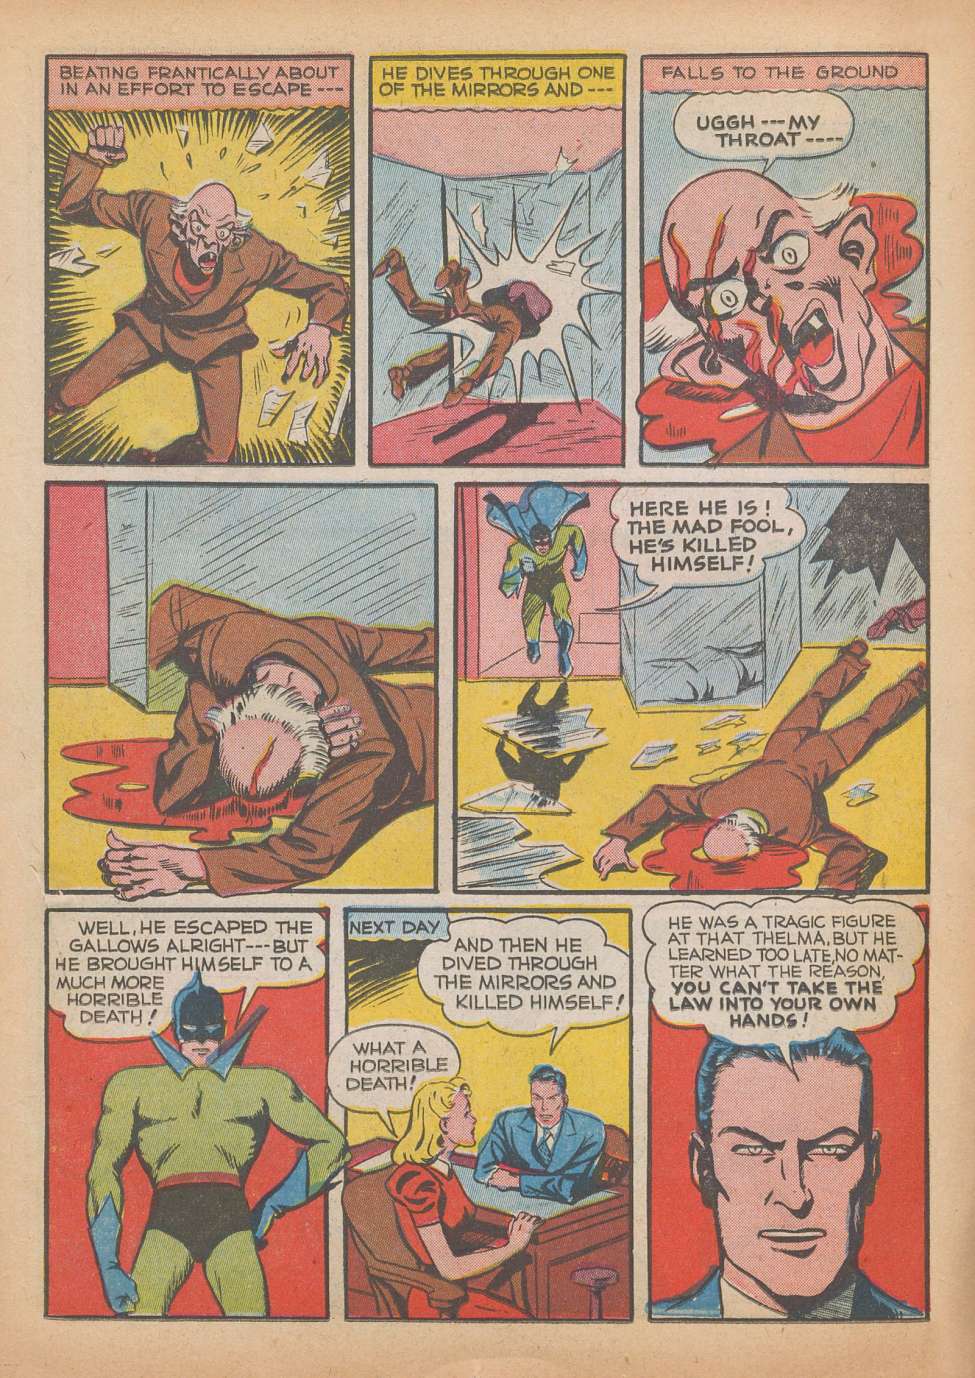 BEATING FRANTICALLY ABOUT
IN AN EFFORT TO ESCAPE ---
HE DIVES THROUGH ONE
OF THE MIRRORS AND ---
FALLS TO THE GROUND
UGGH --- MY
THROAT ----
HERE HE IS!
THE MAD FOOL,
HE'S KILLED
HIMSELF!
WELL, HE ESCAPED THE
GALLOWS ALRIGHT --- BUT
HE BROUGHT HIMSELF TO A
MUCH MORE
HORRIBLE
DEATH!
NEXT DAY
AND THEN HE
DIVED THROUGH
THE MIRRORS AND
KILLED HIMSELF!
WHAT A
HORRIBLE
DEATH!
HE WAS A TRAGIC FIGURE
AT THAT THELMA, BUT HE
LEARNED TOO LATE, NO MAT-
TER WHAT THE REASON,
YOU CAN'T TAKE THE
LAW INTO YOUR OWN
HANDS!